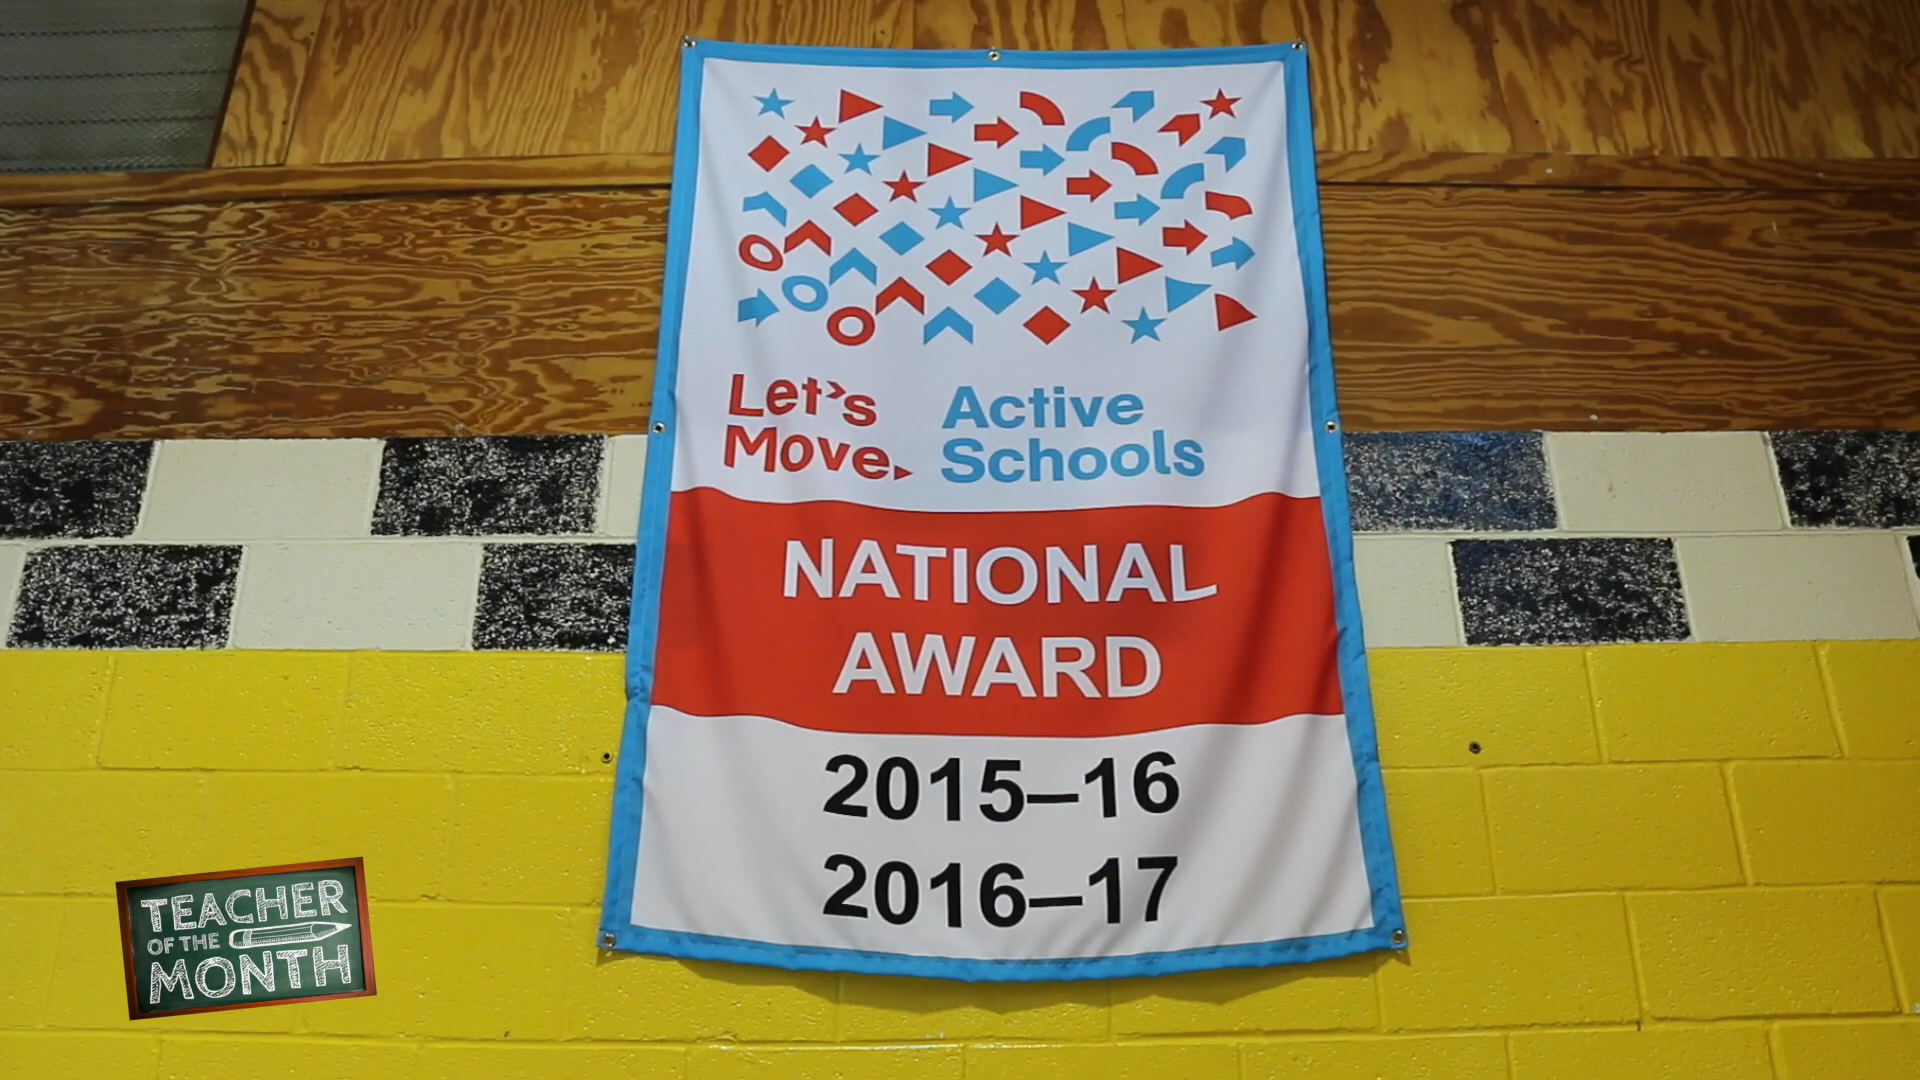 Let's Move. Active Schools
NATIONAL
AWARD
2015–16
2016–17
TEACHER
OF THE
MONTH